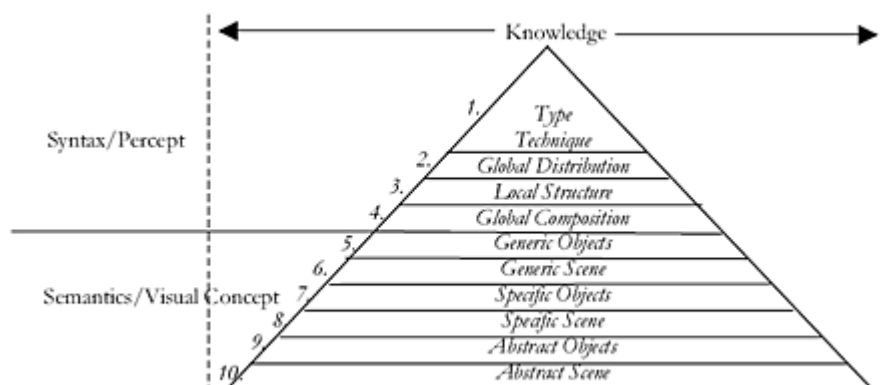 Knowledge
1.
Type
Syntax/Percept
Technique
2.
Global Distribution
3.
Local Structure
4.
Global Composition
5.
Generic Objects
6.
Generic Scene
Semantics/Visual Concept
7.
Specific Objects
8.
Specific Scene
9.
Abstract Objects
10.
Abstract Scene